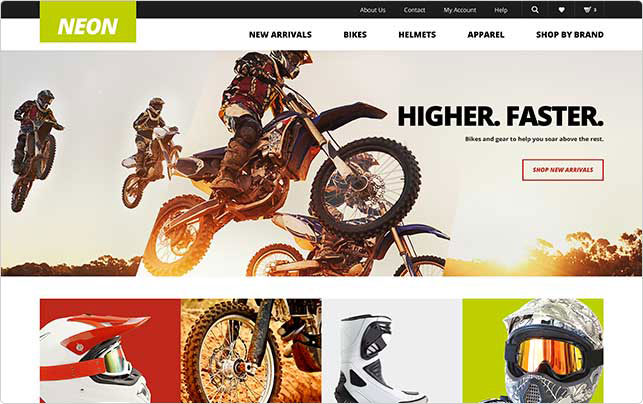 About Us Contact My Account Help 3
NEON
NEW ARRIVALS BIKES HELMETS APPAREL SHOP BY BRAND
HIGHER. FASTER.
Bikes and gear to help you soar above the rest.
SHOP NEW ARRIVALS